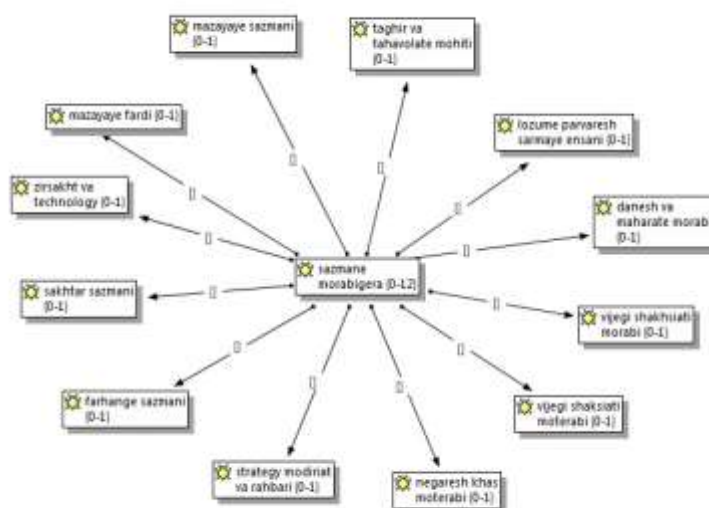 mazayaye sazmani
(0-1)
taghir va
tahavolate mohiti
(0-1)
mazayaye fardi (0-1)
lozume parvaresh
sarmaye ensani (0-1)
zirsakht va
technology (0-1)
danesh va
maharate morabi
(0-1)
sazmane
morabigera (0-12)
sakhtar sazmani
(0-1)
vijegi shakhsiati
morabi (0-1)
farhange sazmani
(0-1)
vijegi shaksiati
moterabi (0-1)
strategy modiriat
va rahbari (0-1)
negaresh khas
moterabi (0-1)